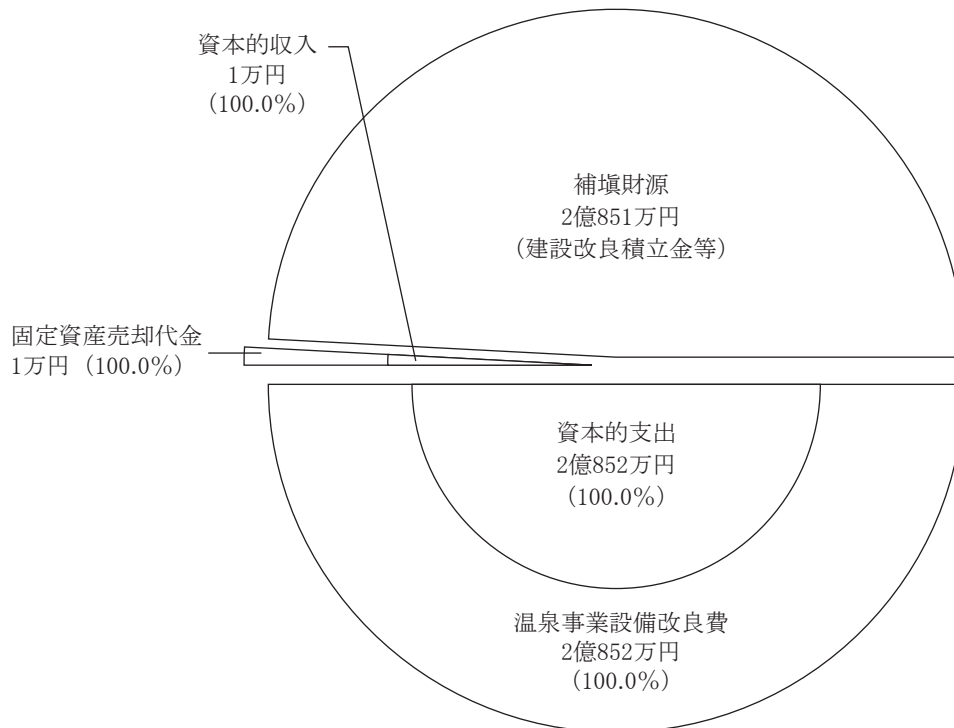 資本的収入
1万円
（100.0％）
補塡財源
2億851万円
（建設改良積立金等）
固定資産売却代金
1万円（100.0％）
資本的支出
2億852万円
（100.0％）
温泉事業設備改良費
2億852万円
（100.0％）